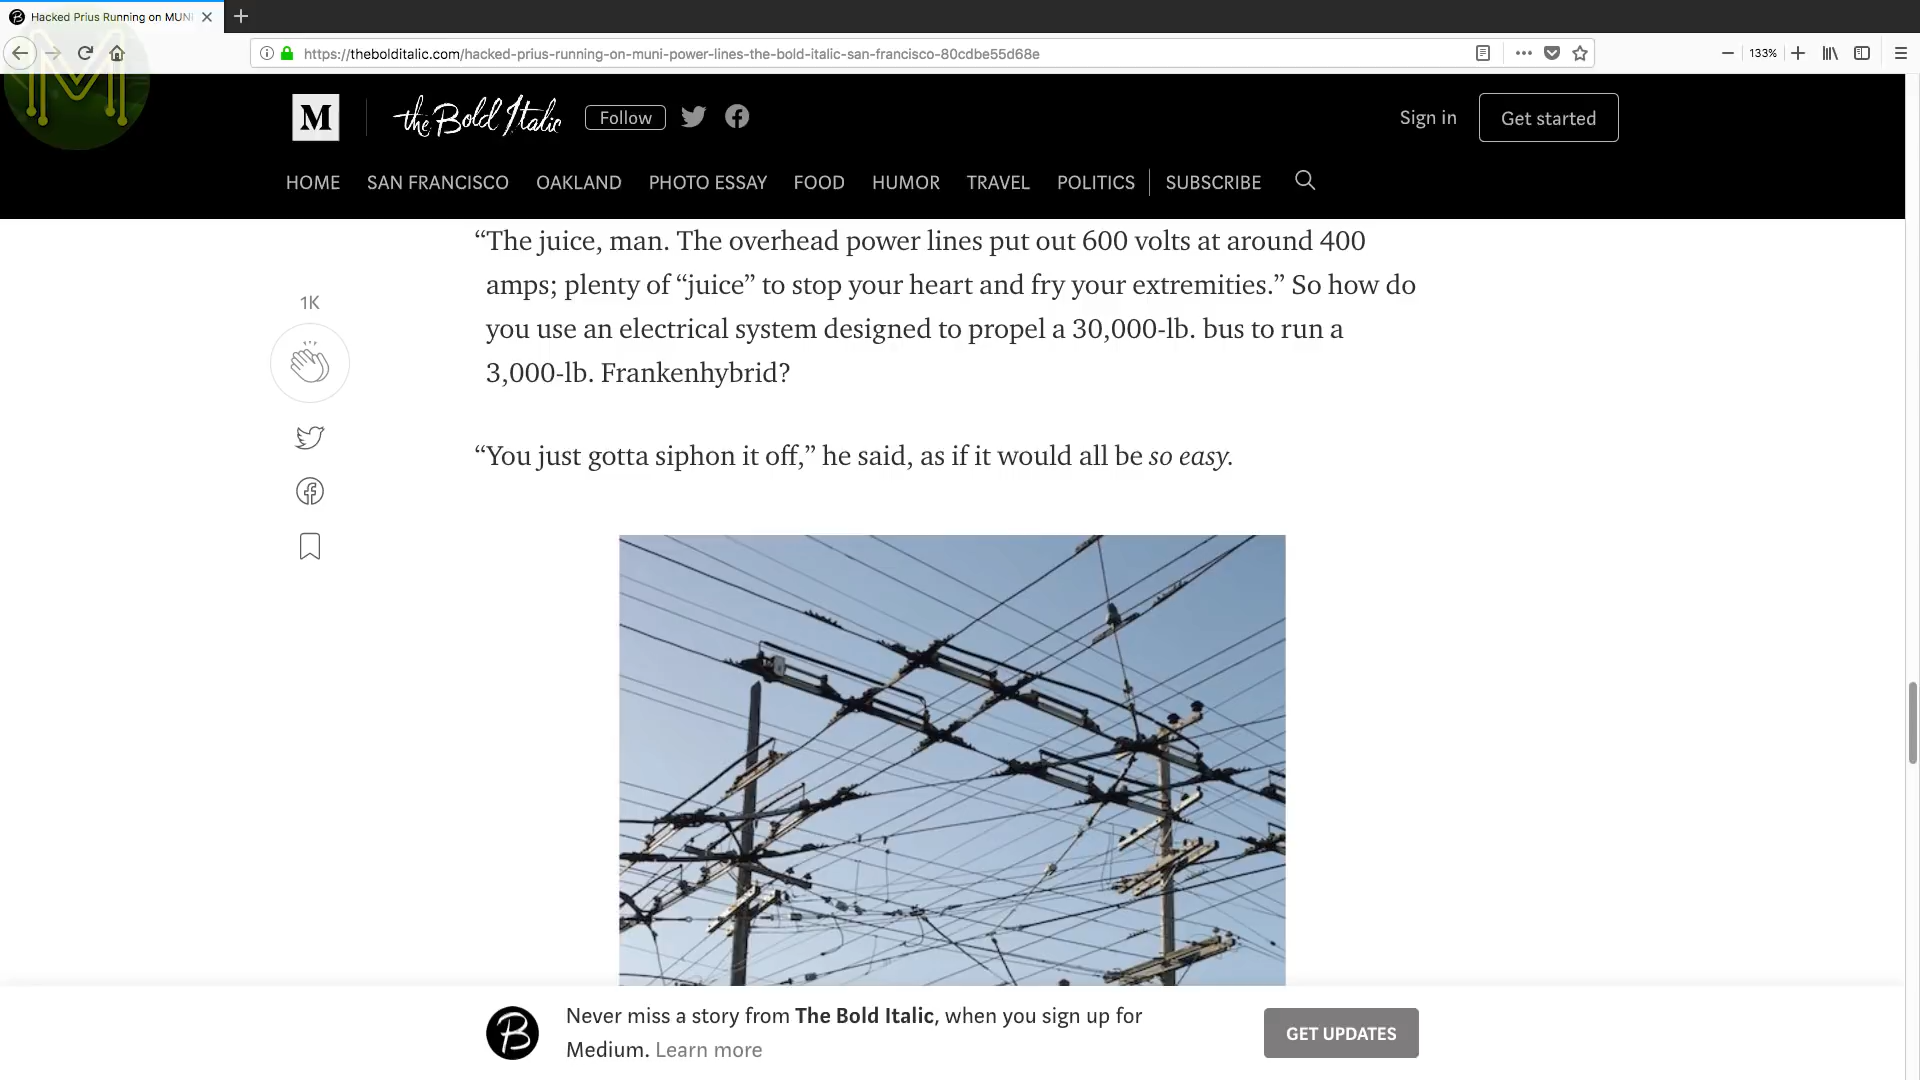 Hacked Prius Running on MUNI
https://thebolditalic.com/hacked-prius-running-on-muni-power-lines-the-bold-italic-san-francisco-80cdbe55d68e
133%
M
M
the Bold Italic
Follow
Sign in
Get started
HOME
SAN FRANCISCO
OAKLAND
PHOTO ESSAY
FOOD
HUMOR
TRAVEL
POLITICS
SUBSCRIBE
“The juice, man. The overhead power lines put out 600 volts at around 400
amps; plenty of “juice” to stop your heart and fry your extremities.” So how do
you use an electrical system designed to propel a 30,000-lb. bus to run a
3,000-lb. Frankenhybrid?
1K
“You just gotta siphon it off,” he said, as if it would all be so easy.
B
Never miss a story from The Bold Italic, when you sign up for
Medium. Learn more
GET UPDATES